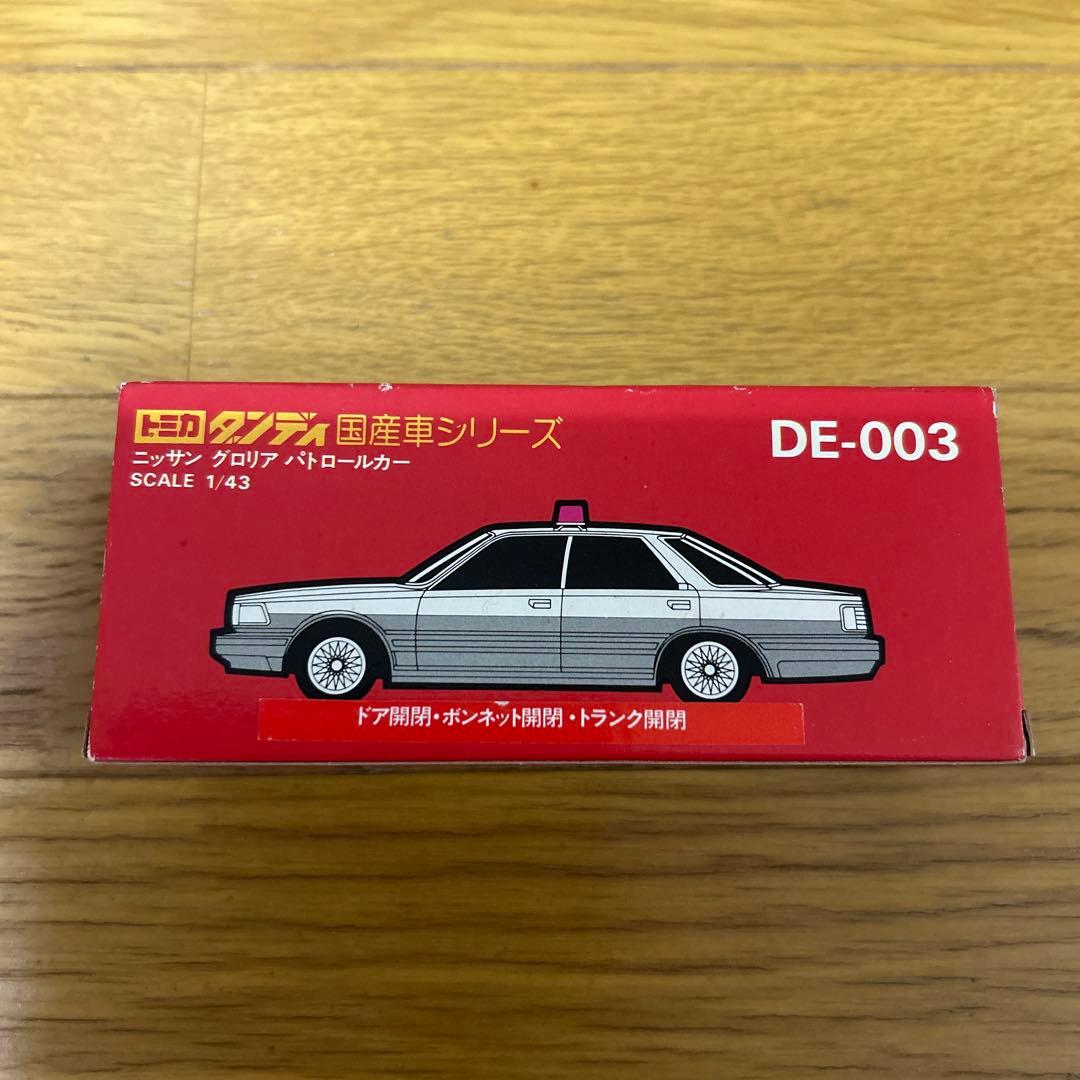 トミカ ダンディ 国産車シリーズ
DE-003
ニッサン グロリア パトロールカー
SCALE 1/43
ドア開閉・ボンネット開閉・トランク開閉